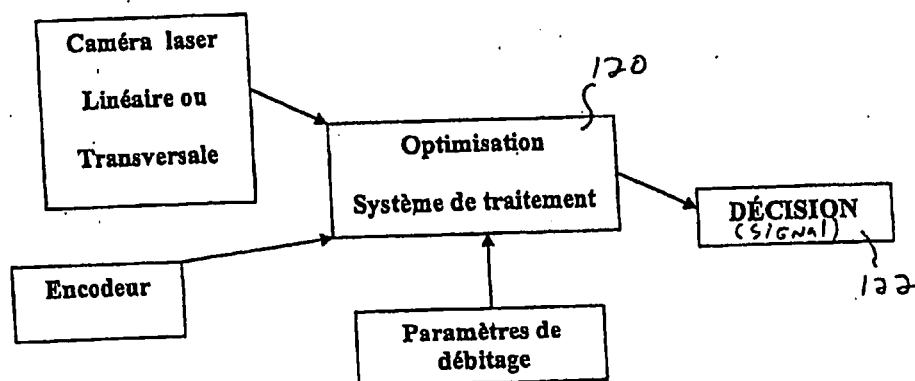 Caméra laser
Linéaire ou
Transversale
120
Optimisation
Système de traitement
DÉCISION
(SIGNAl)
122
Encodeur
Paramètres de
débitage